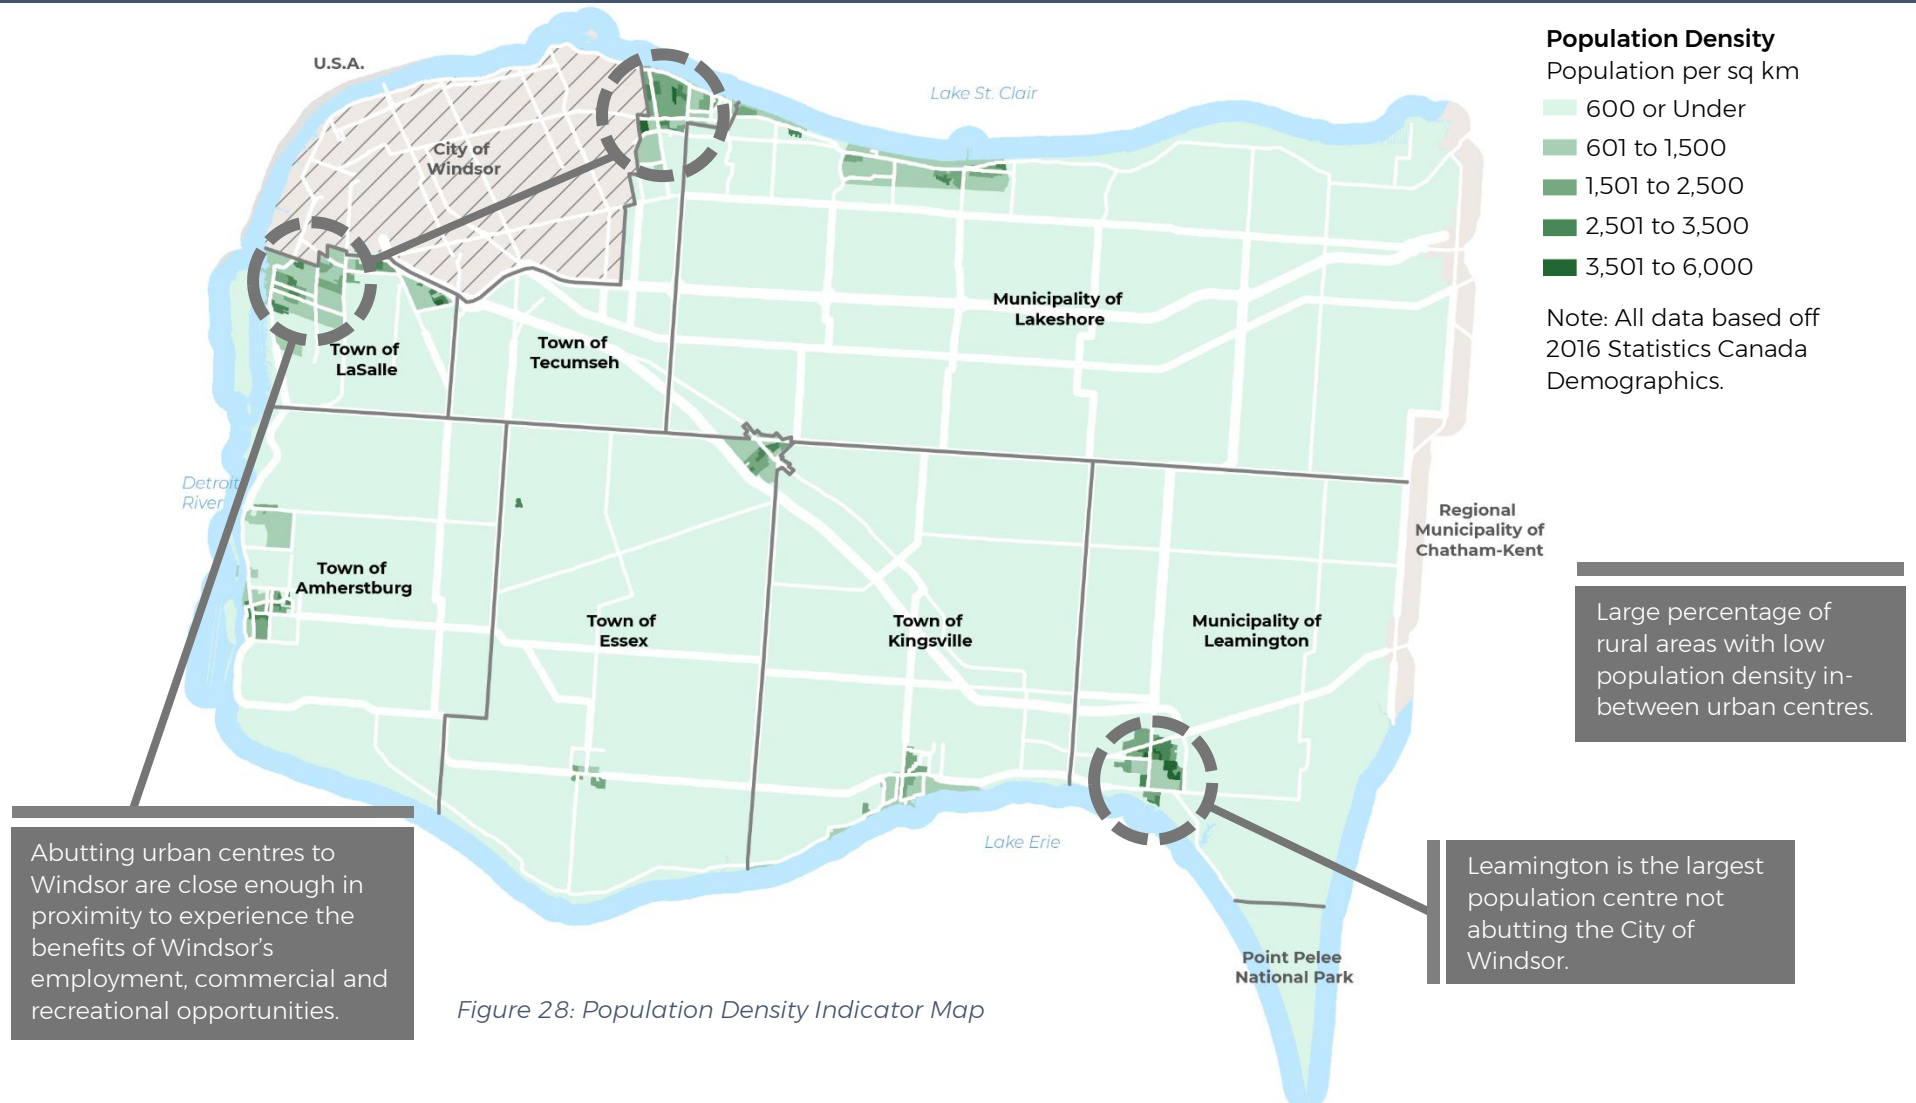 U.S.A.
Lake St. Clair
City of
Windsor
Municipality of
Lakeshore
Town of
LaSalle
Town of
Tecumseh
Detroit
River
Town of
Amherstburg
Town of
Essex
Town of
Kingsville
Municipality of
Leamington
Regional
Municipality of
Chatham-Kent
Lake Erie
Point Pelee
National Park
Population Density
Population per sq km
600 or Under
601 to 1,500
1,501 to 2,500
2,501 to 3,500
3,501 to 6,000
Note: All data based off
2016 Statistics Canada
Demographics.
Large percentage of
rural areas with low
population density in-
between urban centres.
Abutting urban centres to
Windsor are close enough in
proximity to experience the
benefits of Windsor’s
employment, commercial and
recreational opportunities.
Leamington is the largest
population centre not
abutting the City of
Windsor.
Figure 28: Population Density Indicator Map